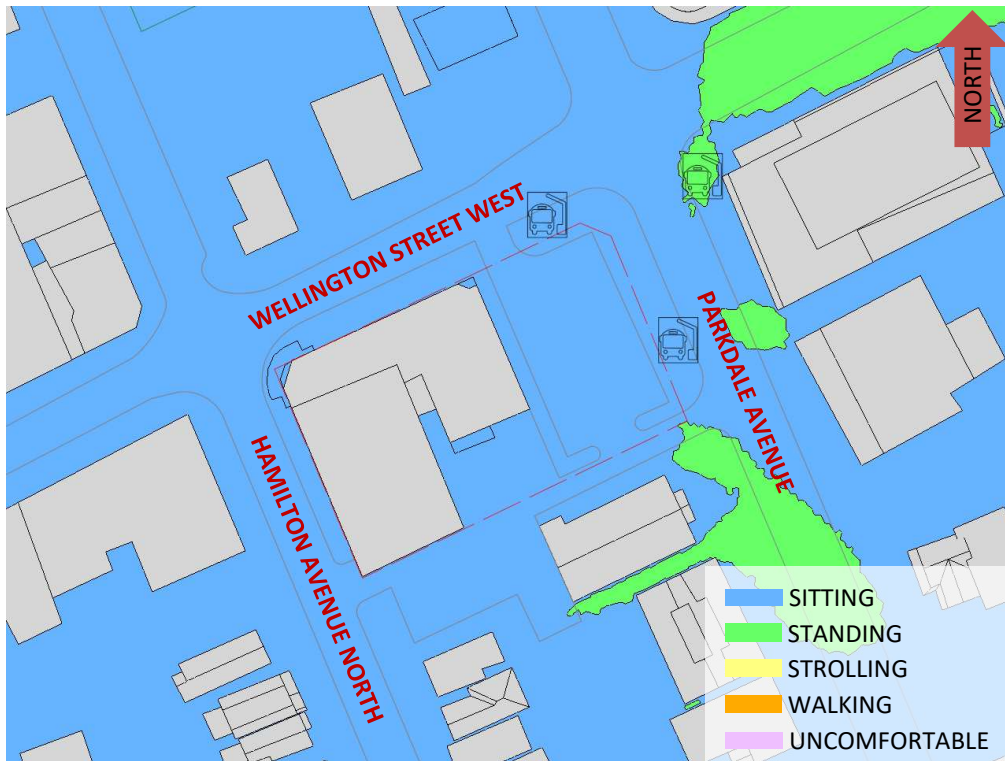 NORTH
WELLINGTON STREET WEST
PARKDALE AVENUE
HAMILTON AVENUE NORTH
SITTING
STANDING
STROLLING
WALKING
UNCOMFORTABLE